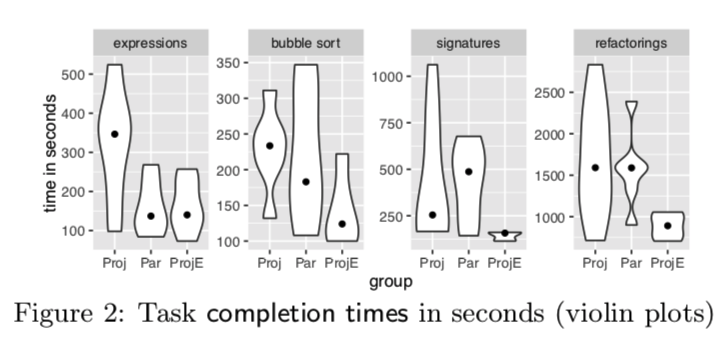 expressions
bubble sort
signatures
refactorings
time in seconds
500
400
300
200
100
350
300
250
200
150
100
1000
750
500
250
2500
2000
1500
1000
Proj Par ProjE
Proj Par ProjE
Proj Par ProjE
Proj Par ProjE
group
Figure 2: Task completion times in seconds (violin plots)